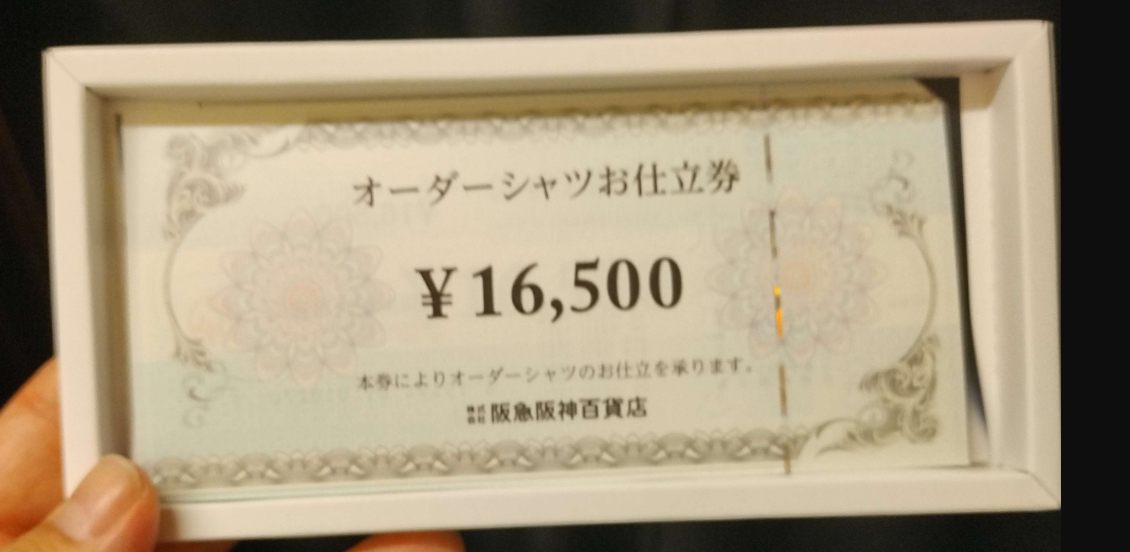 オーダーシャツお仕立券
¥16,500
本券によりオーダーシャツのお仕立を承ります。
株式会社 阪急阪神百貨店